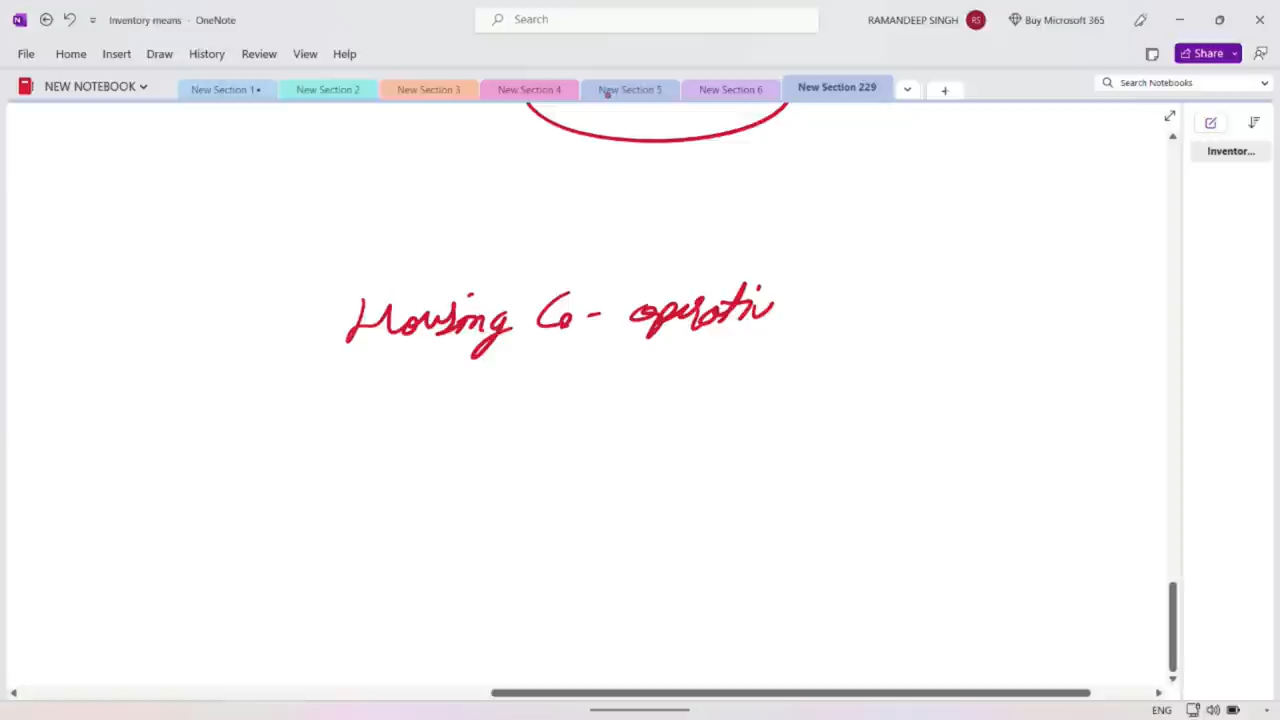 Inventory means - OneNote
Search
RAMANDEEP SINGH RS
Buy Microsoft 365
File Home Insert Draw History Review View Help
Share
NEW NOTEBOOK
New Section 1
New Section 2
New Section 3
New Section 4
New Section 5
New Section 6
New Section 229
+
Search Notebooks
Inventor...
Housing Co - operativ
ENG